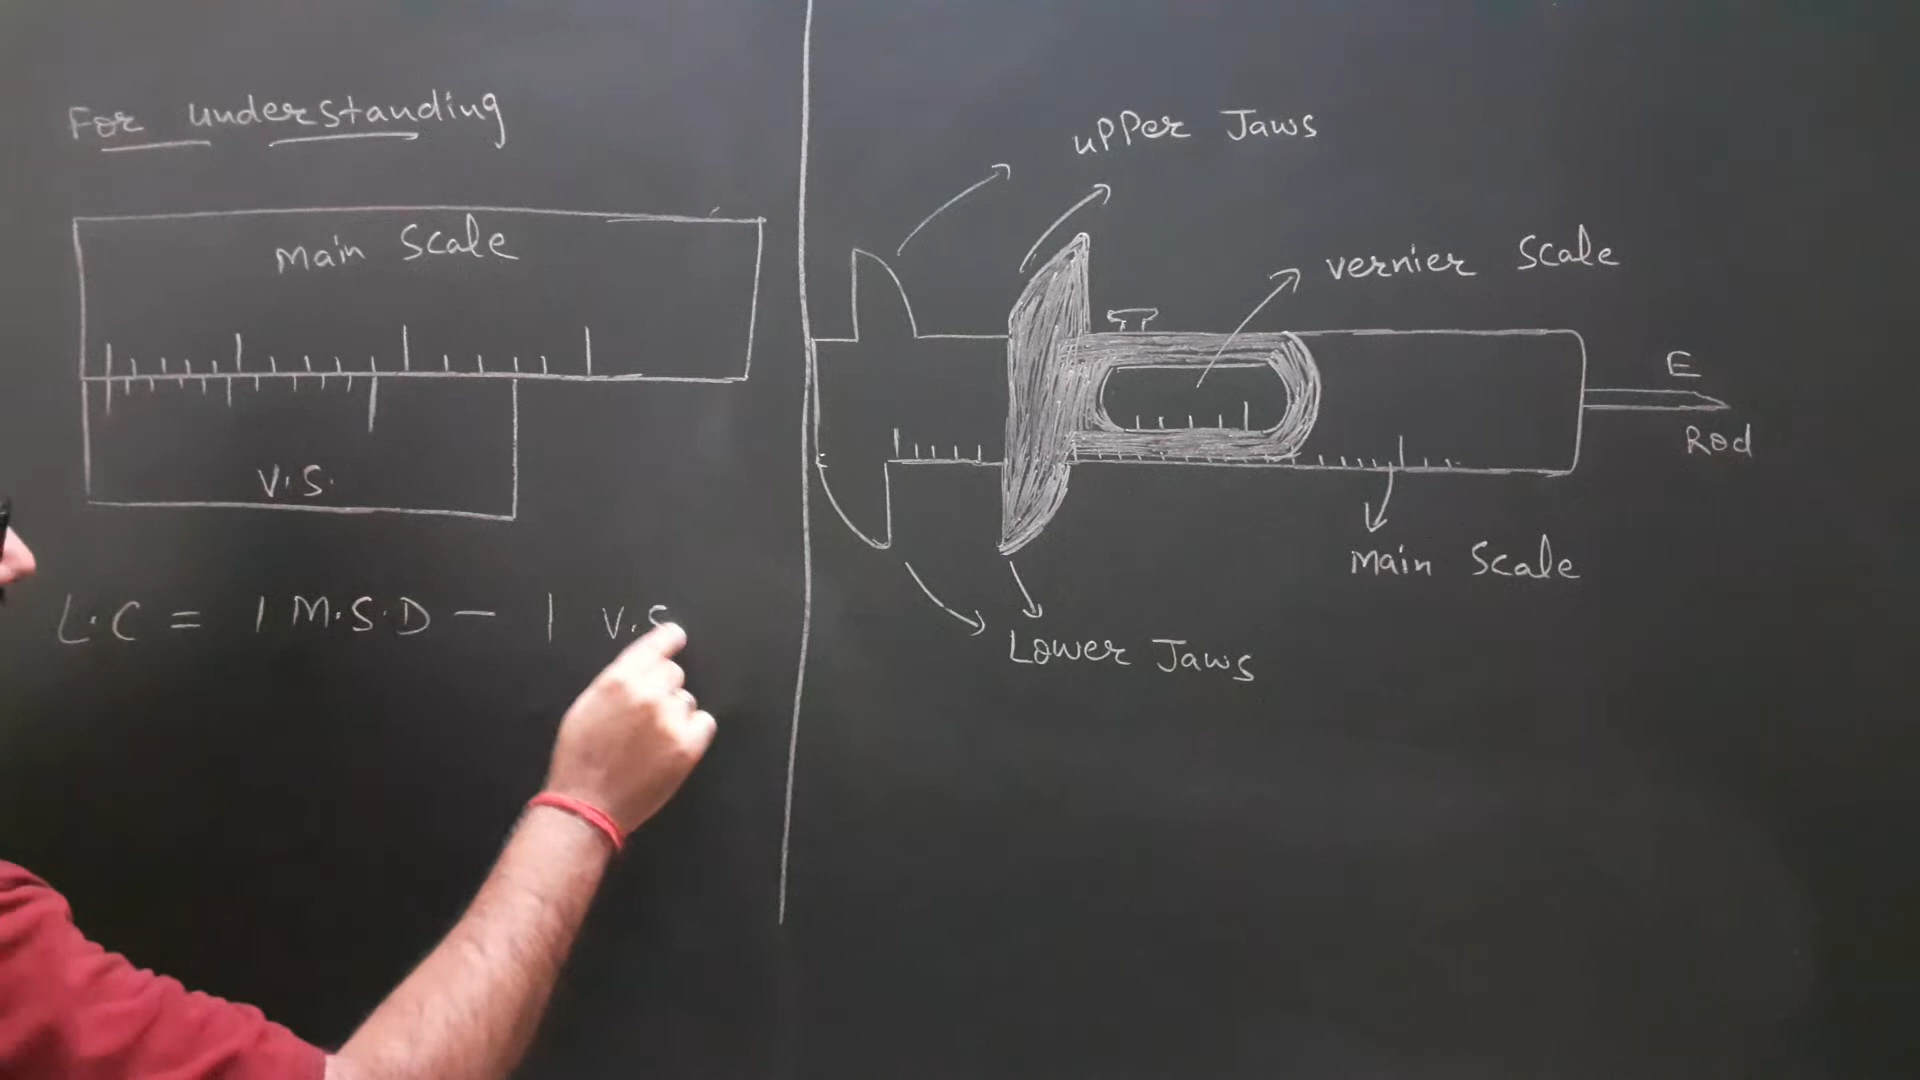 For understanding
Main Scale
V.S.
L.C = 1 M.S.D - 1 V.S
upper Jaws
vernier Scale
E
Rod
Main Scale
Lower Jaws